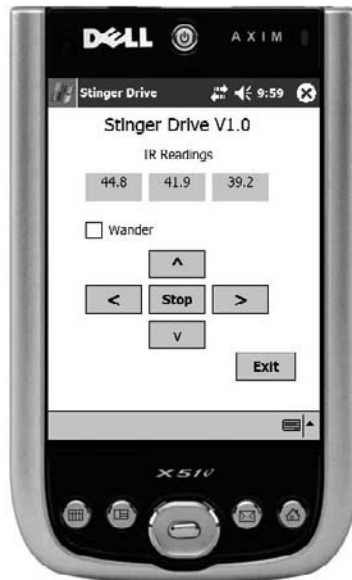 DELL AXIM
Stinger Drive 9:59
Stinger Drive V1.0
IR Readings
44.8 41.9 39.2
Wander
^
< Stop >
v
Exit
X51v